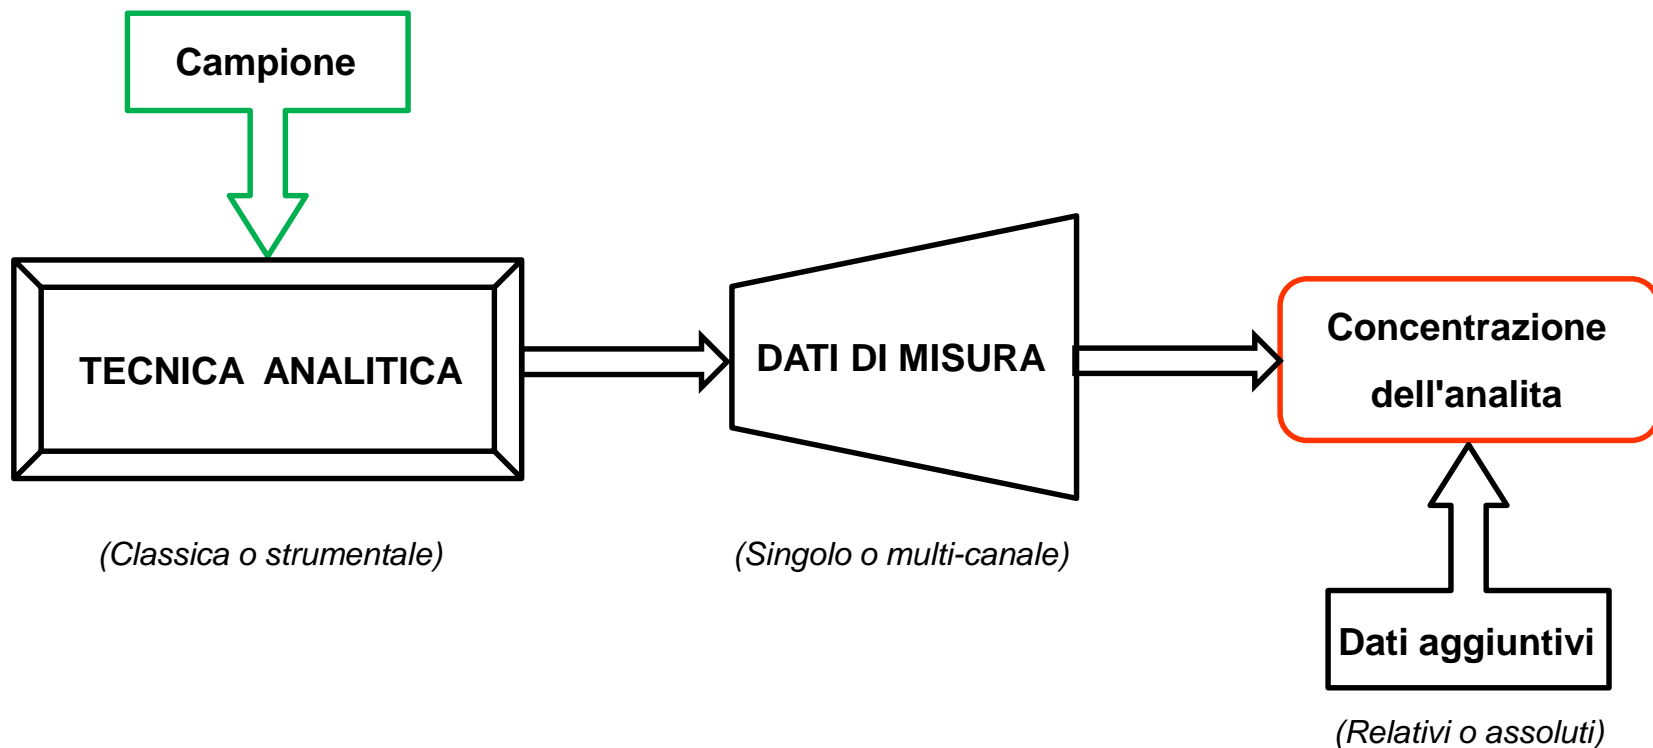 Campione
TECNICA ANALITICA
(Classica o strumentale)
DATI DI MISURA
(Singolo o multi-canale)
Concentrazione
dell'analita
Dati aggiuntivi
(Relativi o assoluti)